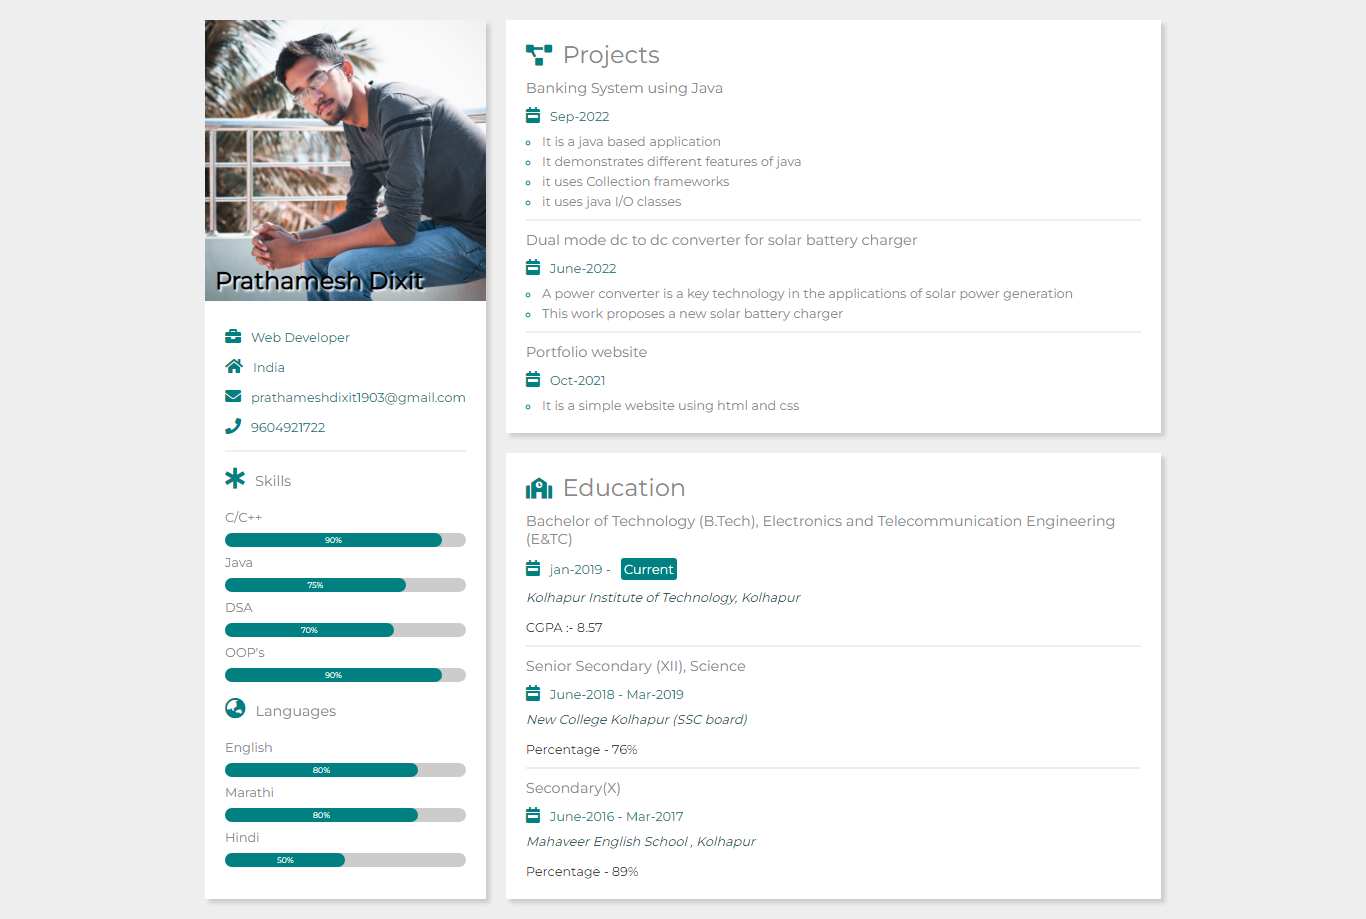 Prathamesh Dixit
Web Developer
India
prathameshdixit1903@gmail.com
9604921722
Skills
C/C++
90%
Java
75%
DSA
70%
OOP's
90%
Languages
English
80%
Marathi
80%
Hindi
50%
Projects
Banking System using Java
Sep-2022
It is a java based application
It demonstrates different features of java
it uses Collection frameworks
it uses java I/O classes
Dual mode dc to dc converter for solar battery charger
June-2022
A power converter is a key technology in the applications of solar power generation
This work proposes a new solar battery charger
Portfolio website
Oct-2021
It is a simple website using html and css
Education
Bachelor of Technology (B.Tech), Electronics and Telecommunication Engineering
(E&TC)
jan-2019 - Current
Kolhapur Institute of Technology, Kolhapur
CGPA :- 8.57
Senior Secondary (XII), Science
June-2018 - Mar-2019
New College Kolhapur (SSC board)
Percentage - 76%
Secondary(X)
June-2016 - Mar-2017
Mahaveer English School , Kolhapur
Percentage - 89%